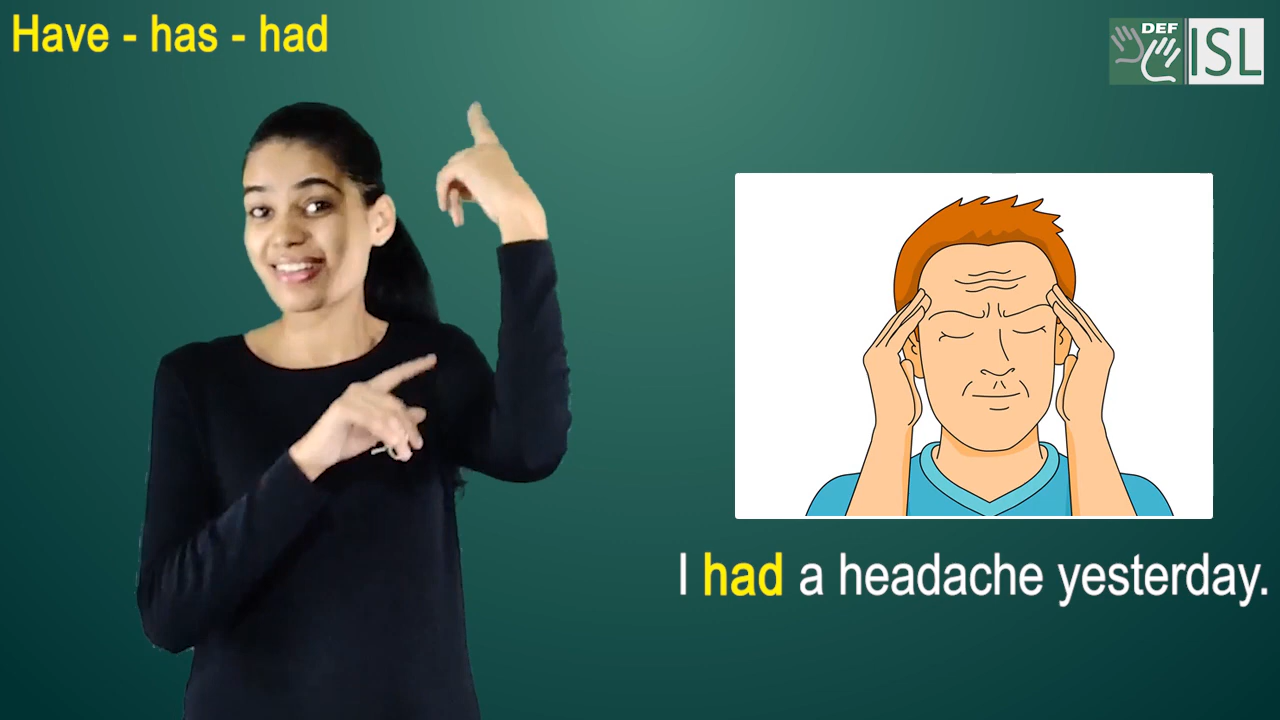 Have - has - had
DEF
ISL
I had a headache yesterday.